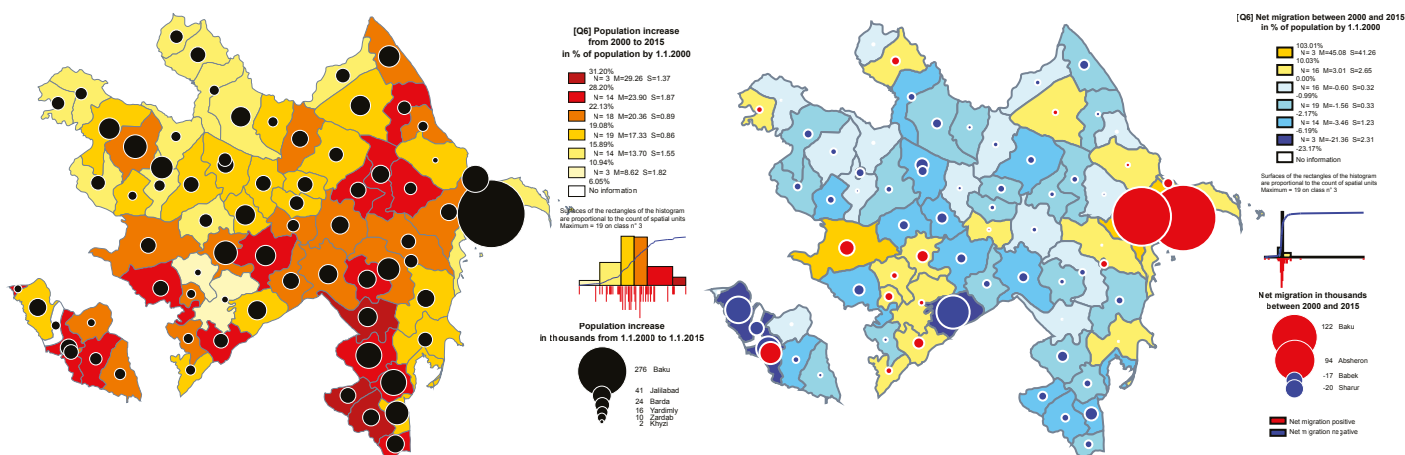 [Q6] Population increase
from 2000 to 2015
in % of population by 1.1.2000
31.20%
N= 3 M=29.26 S=1.37
28.20%
N= 14 M=23.90 S=1.87
22.13%
N= 18 M=20.36 S=0.89
19.08%
N= 19 M=17.33 S=0.86
15.89%
N= 14 M=13.70 S=1.55
10.94%
N= 3 M=8.62 S=1.82
6.05%
No information
Surfaces of the rectangles of the histogram
are proportional to the count of spatial units
Maximum = 19 on class n° 3
Population increase
in thousands from 1.1.2000 to 1.1.2015
276 Baku
41 Jalilabad
24 Barda
16 Yardimly
10 Zardab
2 Khyzi
[Q6] Net migration between 2000 and 2015
in % of population by 1.1.2000
103.01%
N= 3 M=45.08 S=41.26
10.03%
N= 16 M=3.01 S=2.65
0.00%
N= 16 M=-0.60 S=0.32
-0.99%
N= 19 M=-1.56 S=0.33
-2.17%
N= 14 M=-3.46 S=1.23
-6.19%
N= 3 M=-21.36 S=2.31
-23.17%
No information
Surfaces of the rectangles of the histogram
are proportional to the count of spatial units
Maximum = 19 on class n° 3
Net migration in thousands
between 2000 and 2015
122 Baku
94 Absheron
-17 Babek
-20 Sharur
Net migration positive
Net migration negative